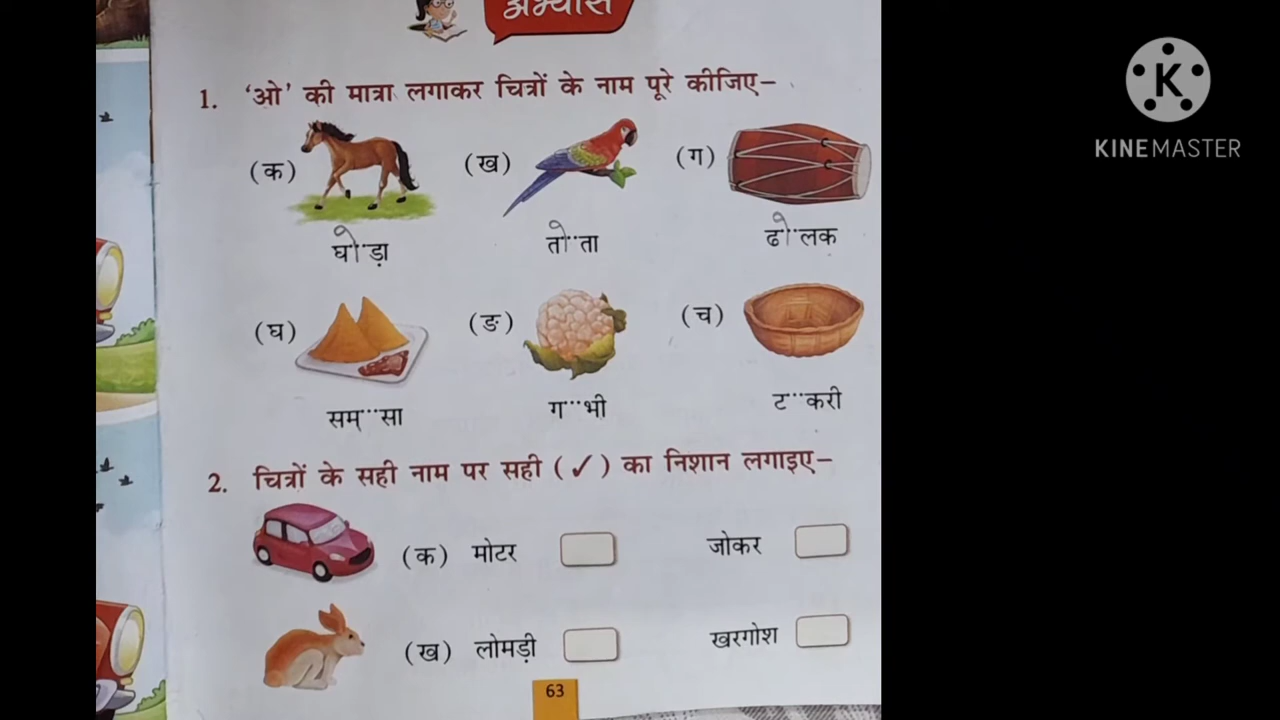 अभ्यास
1. 'ओ' की मात्रा लगाकर चित्रों के नाम पूरे कीजिए–
(क) (ख) (ग)
घोड़ा तोता ढोलक
(घ) (ङ) (च)
सम...सा ग...भी ट...करी
2. चित्रों के सही नाम पर सही (✓) का निशान लगाइए–
(क) मोटर जोकर
(ख) लोमड़ी खरगोश
63
K
KINEMASTER